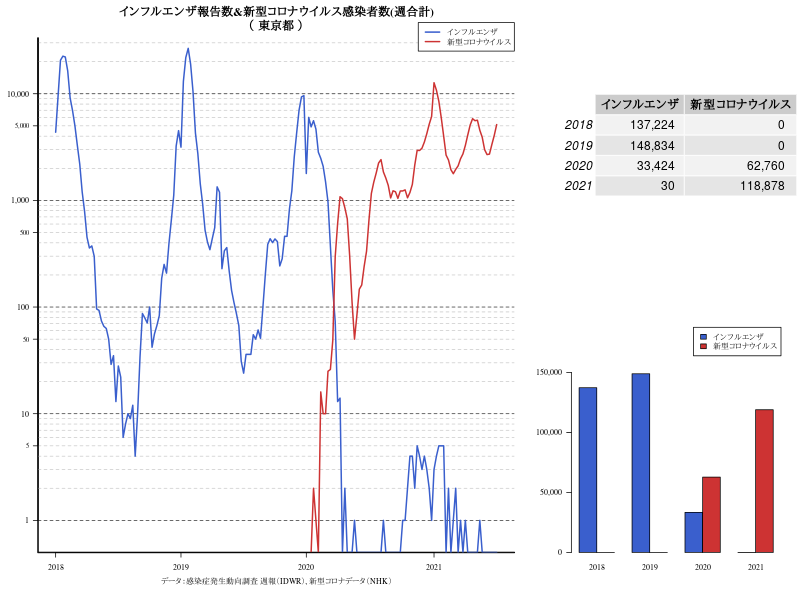 インフルエンザ報告数&新型コロナウイルス感染者数(週合計)
( 東京都 )
インフルエンザ
新型コロナウイルス
10,000
5,000
1,000
500
100
50
10
5
1
2018
2019
2020
2021
データ:感染症発生動向調査 週報(IDWR)、新型コロナデータ(NHK)
インフルエンザ 新型コロナウイルス
2018 137,224 0
2019 148,834 0
2020 33,424 62,760
2021 30 118,878
インフルエンザ
新型コロナウイルス
150,000
100,000
50,000
0
2018
2019
2020
2021